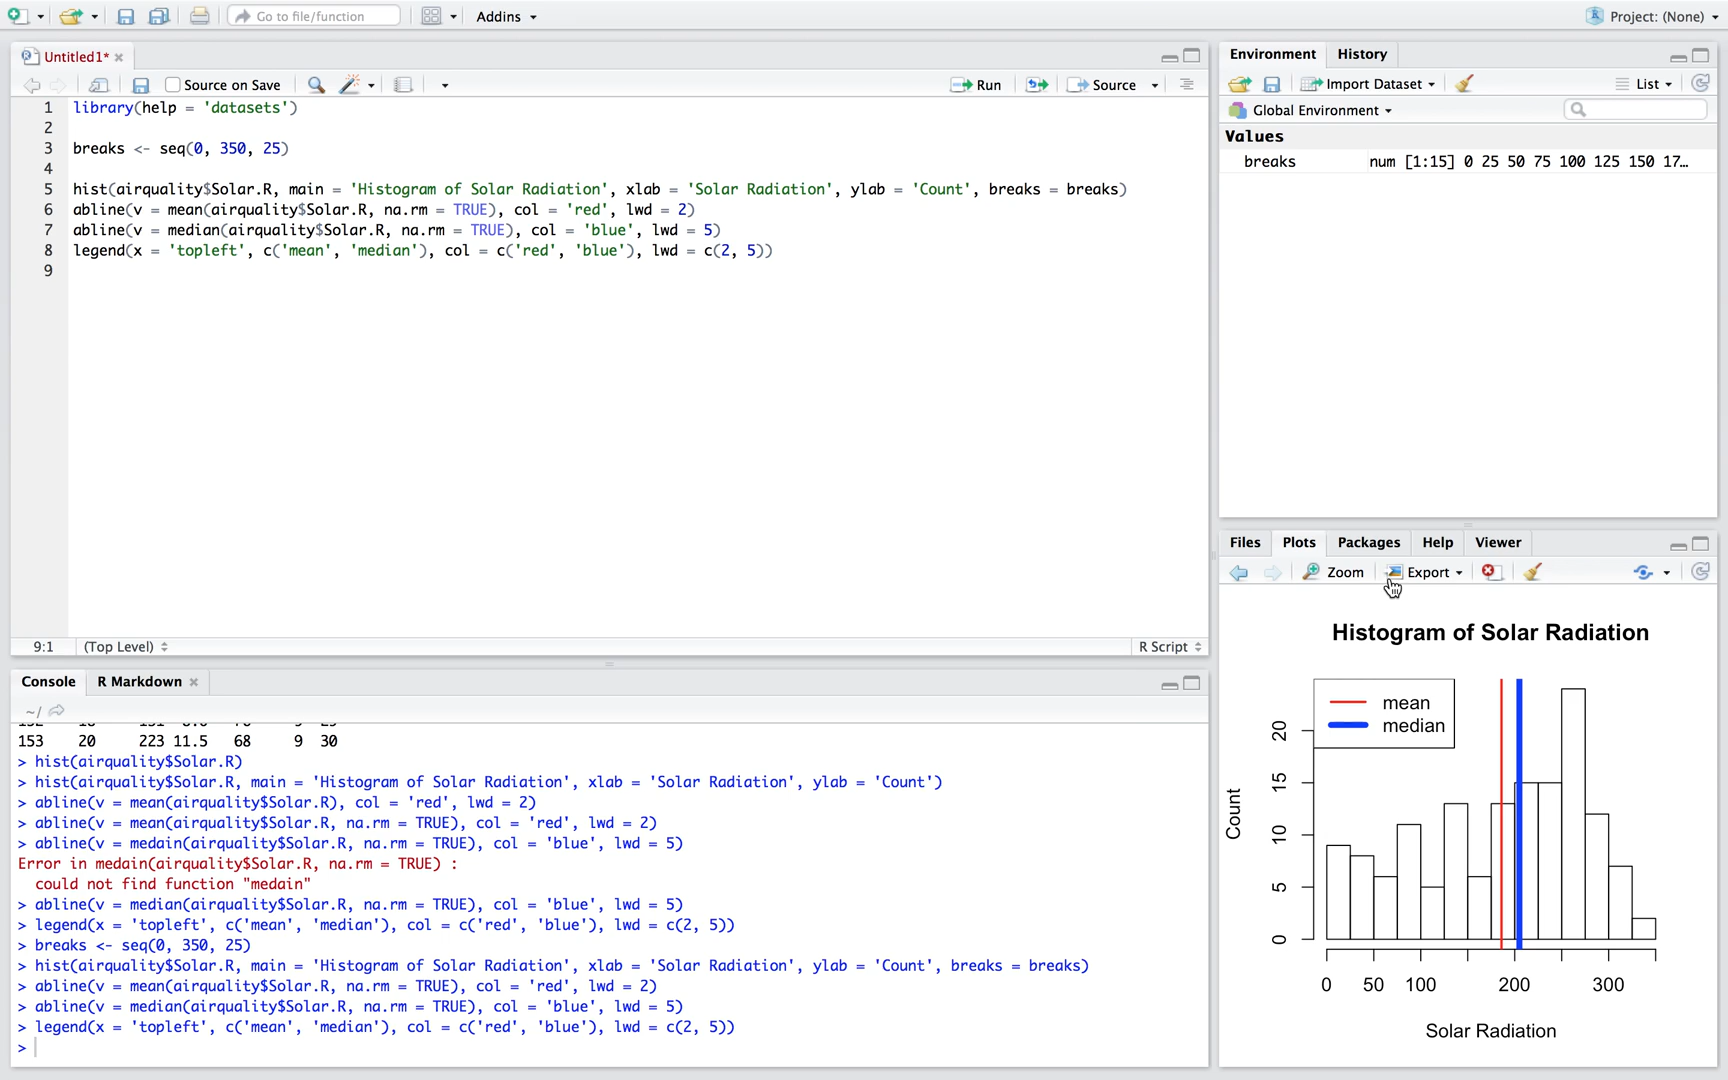 Go to file/function
Addins
Project: (None)
Untitled1*
Source on Save
Run
Source
1 library(help = 'datasets')
2
3 breaks <- seq(0, 350, 25)
4
5 hist(airquality$Solar.R, main = 'Histogram of Solar Radiation', xlab = 'Solar Radiation', ylab = 'Count', breaks = breaks)
6 abline(v = mean(airquality$Solar.R, na.rm = TRUE), col = 'red', lwd = 2)
7 abline(v = median(airquality$Solar.R, na.rm = TRUE), col = 'blue', lwd = 5)
8 legend(x = 'topleft', c('mean', 'median'), col = c('red', 'blue'), lwd = c(2, 5))
9
9:1 (Top Level) R Script
Console R Markdown
~/
153 20 223 11.5 68 9 30
> hist(airquality$Solar.R)
> hist(airquality$Solar.R, main = 'Histogram of Solar Radiation', xlab = 'Solar Radiation', ylab = 'Count')
> abline(v = mean(airquality$Solar.R), col = 'red', lwd = 2)
> abline(v = mean(airquality$Solar.R, na.rm = TRUE), col = 'red', lwd = 2)
> abline(v = medain(airquality$Solar.R, na.rm = TRUE), col = 'blue', lwd = 5)
Error in medain(airquality$Solar.R, na.rm = TRUE) :
could not find function "medain"
> abline(v = median(airquality$Solar.R, na.rm = TRUE), col = 'blue', lwd = 5)
> legend(x = 'topleft', c('mean', 'median'), col = c('red', 'blue'), lwd = c(2, 5))
> breaks <- seq(0, 350, 25)
> hist(airquality$Solar.R, main = 'Histogram of Solar Radiation', xlab = 'Solar Radiation', ylab = 'Count', breaks = breaks)
> abline(v = mean(airquality$Solar.R, na.rm = TRUE), col = 'red', lwd = 2)
> abline(v = median(airquality$Solar.R, na.rm = TRUE), col = 'blue', lwd = 5)
> legend(x = 'topleft', c('mean', 'median'), col = c('red', 'blue'), lwd = c(2, 5))
>
Environment History
Import Dataset List
Global Environment
Values
breaks num [1:15] 0 25 50 75 100 125 150 17…
Files Plots Packages Help Viewer
Zoom Export
Histogram of Solar Radiation
mean
median
Count
20
15
10
5
0
0 50 100 200 300
Solar Radiation